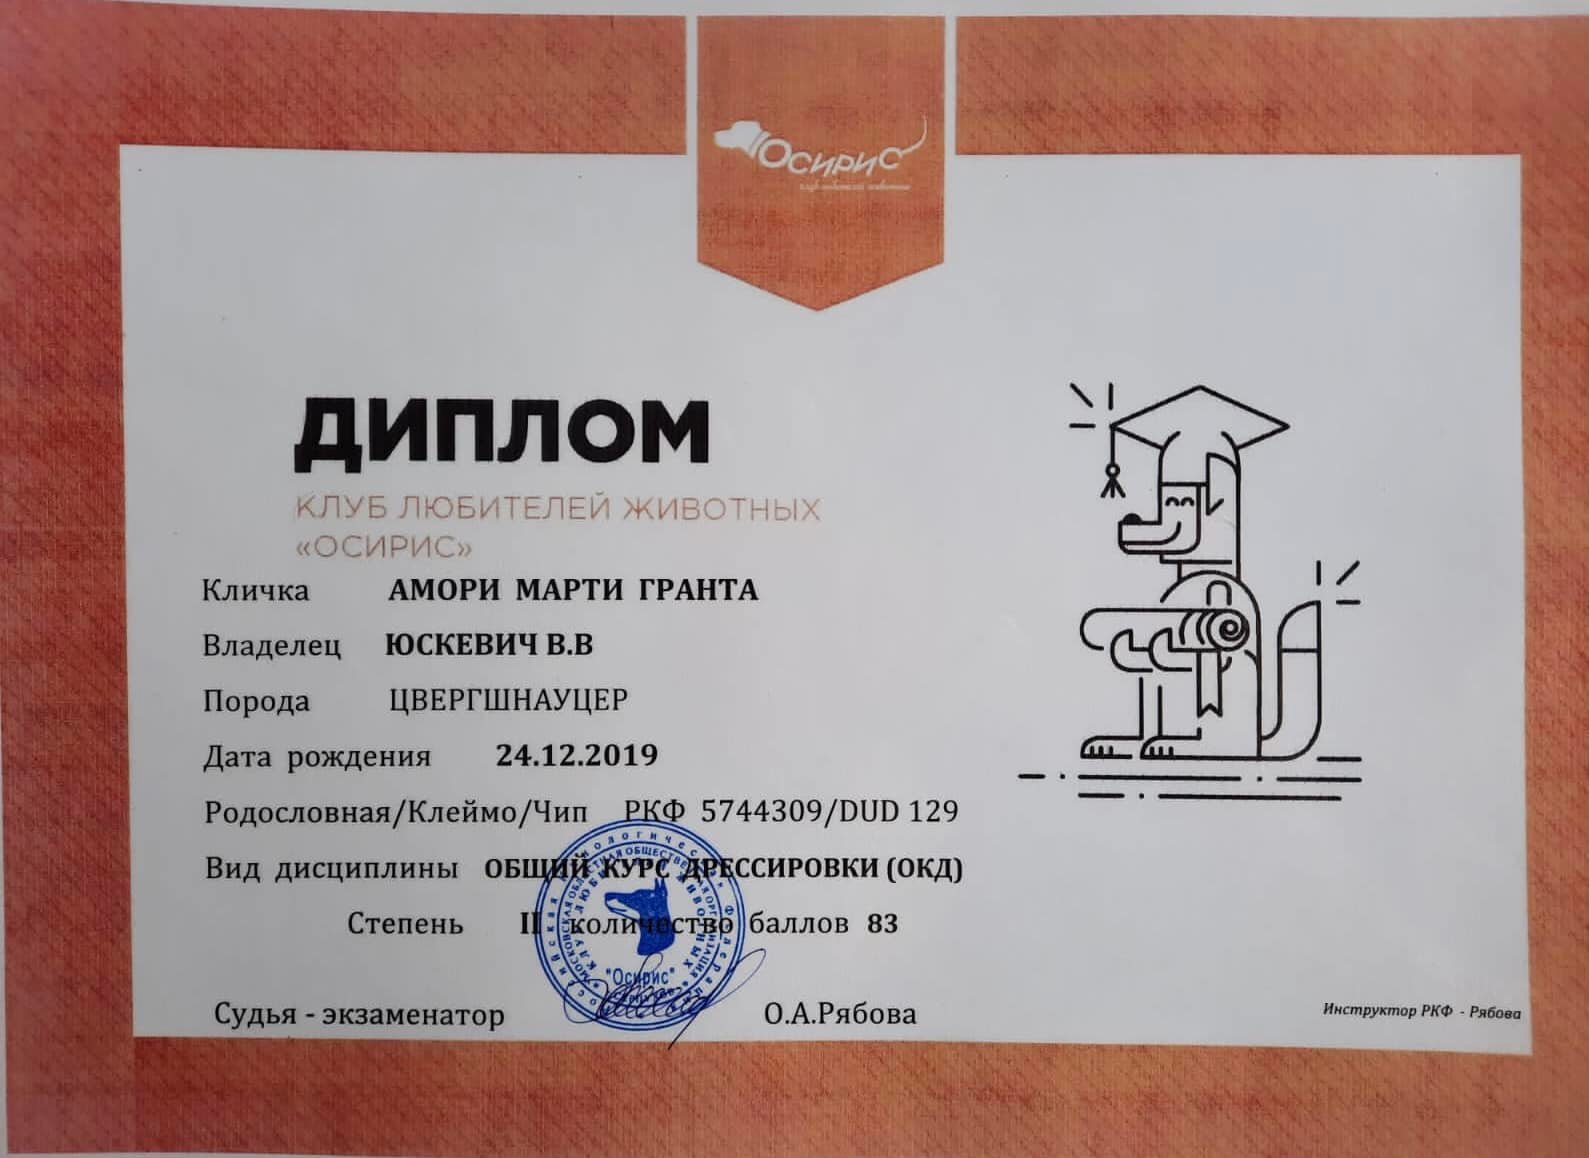 Осирис
клуб любителей животных
ДИПЛОМ
КЛУБ ЛЮБИТЕЛЕЙ ЖИВОТНЫХ
«ОСИРИС»
Кличка АМОРИ МАРТИ ГРАНТА
Владелец ЮСКЕВИЧ В.В
Порода ЦВЕРГШНАУЦЕР
Дата рождения 24.12.2019
Родословная/Клеймо/Чип РКФ 5744309/DUD 129
Вид дисциплины ОБЩИЙ КУРС ДРЕССИРОВКИ (ОКД)
Степень II количество баллов 83
"Осирис"
Судья - экзаменатор О.А.Рябова
Инструктор РКФ - Рябова